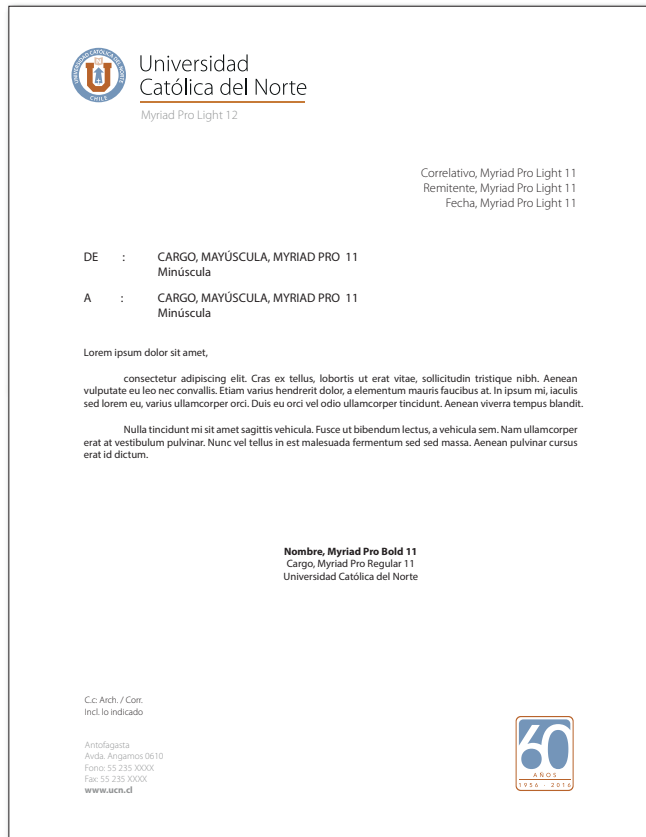 UNIVERSIDAD CATOLICA DEL NORTE
CHILE
Universidad
Católica del Norte
Myriad Pro Light 12
Correlativo, Myriad Pro Light 11
Remitente, Myriad Pro Light 11
Fecha, Myriad Pro Light 11
DE : CARGO, MAYÚSCULA, MYRIAD PRO 11
Minúscula
A : CARGO, MAYÚSCULA, MYRIAD PRO 11
Minúscula
Lorem ipsum dolor sit amet,
consectetur adipiscing elit. Cras ex tellus, lobortis ut erat vitae, sollicitudin tristique nibh. Aenean
vulputate eu leo nec convallis. Etiam varius hendrerit dolor, a elementum mauris faucibus at. In ipsum mi, iaculis
sed lorem eu, varius ullamcorper orci. Duis eu orci vel odio ullamcorper tincidunt. Aenean viverra tempus blandit.
Nulla tincidunt mi sit amet sagittis vehicula. Fusce ut bibendum lectus, a vehicula sem. Nam ullamcorper
erat at vestibulum pulvinar. Nunc vel tellus in est malesuada fermentum sed sed massa. Aenean pulvinar cursus
erat id dictum.
Nombre, Myriad Pro Bold 11
Cargo, Myriad Pro Regular 11
Universidad Católica del Norte
C.c: Arch. / Corr.
Incl. lo indicado
Antofagasta
Avda. Angamos 0610
Fono: 55 235 XXXX
Fax: 55 235 XXXX
www.ucn.cl
60
AÑOS
1956 - 2016